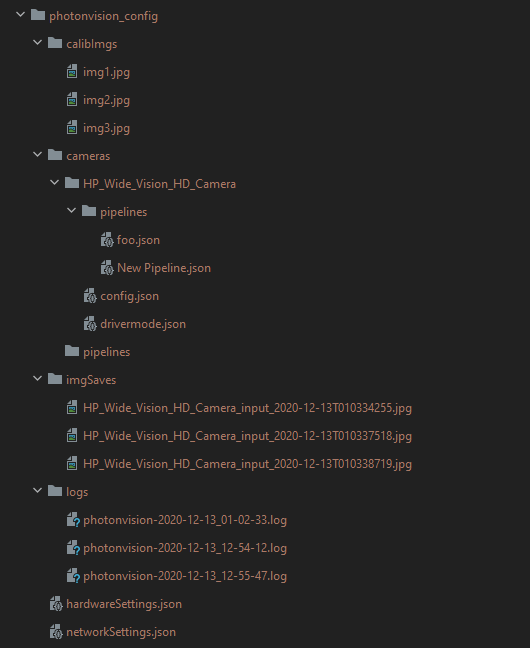 photonvision_config
calibImgs
img1.jpg
img2.jpg
img3.jpg
cameras
HP_Wide_Vision_HD_Camera
pipelines
foo.json
New Pipeline.json
config.json
drivermode.json
pipelines
imgSaves
HP_Wide_Vision_HD_Camera_input_2020-12-13T010334255.jpg
HP_Wide_Vision_HD_Camera_input_2020-12-13T010337518.jpg
HP_Wide_Vision_HD_Camera_input_2020-12-13T010338719.jpg
logs
photonvision-2020-12-13_01-02-33.log
photonvision-2020-12-13_12-54-12.log
photonvision-2020-12-13_12-55-47.log
hardwareSettings.json
networkSettings.json